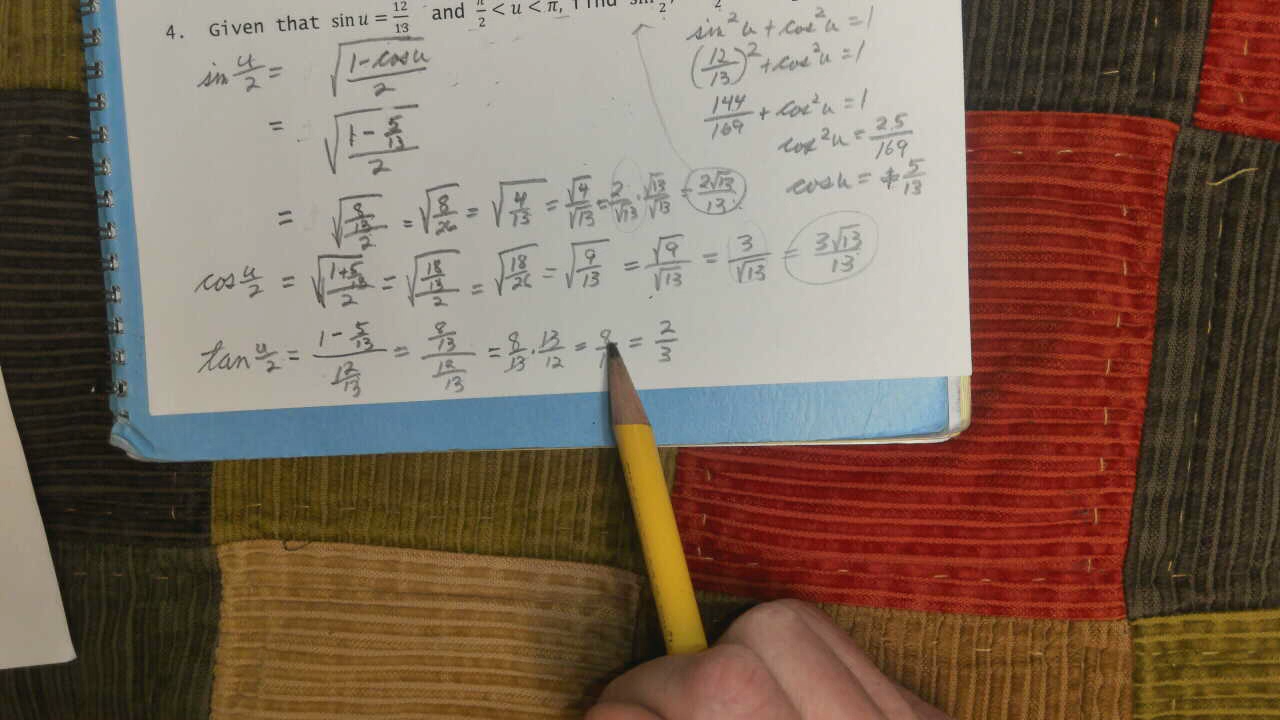 4. Given that sin u = 12/13 and π/2 < u < π, find sin
sin²u + cos²u = 1
(12/13)² + cos²u = 1
144/169 + cos²u = 1
cos²u = 25/169
cos u = 5/13
sin u/2 = √((1 - cos u)/2)
= √((1 - 5/13)/2)
= √((8/13)/2) = √(8/26) = √(4/13) = √4/√13 = 2/√13 · √13/√13 = 2√13/13
cos u/2 = √((1 + 5/13)/2) = √((18/13)/2) = √(18/26) = √(9/13) = √9/√13 = 3/√13 = 3√13/13
tan u/2 = (1 - 5/13)/(12/13) = (8/13)/(12/13) = 8/13 · 13/12 = 8/ = 2/3